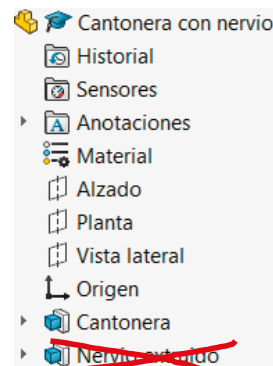 Cantonera con nervio
Historial
Sensores
Anotaciones
Material
Alzado
Planta
Vista lateral
Origen
Cantonera
Nervio extruido